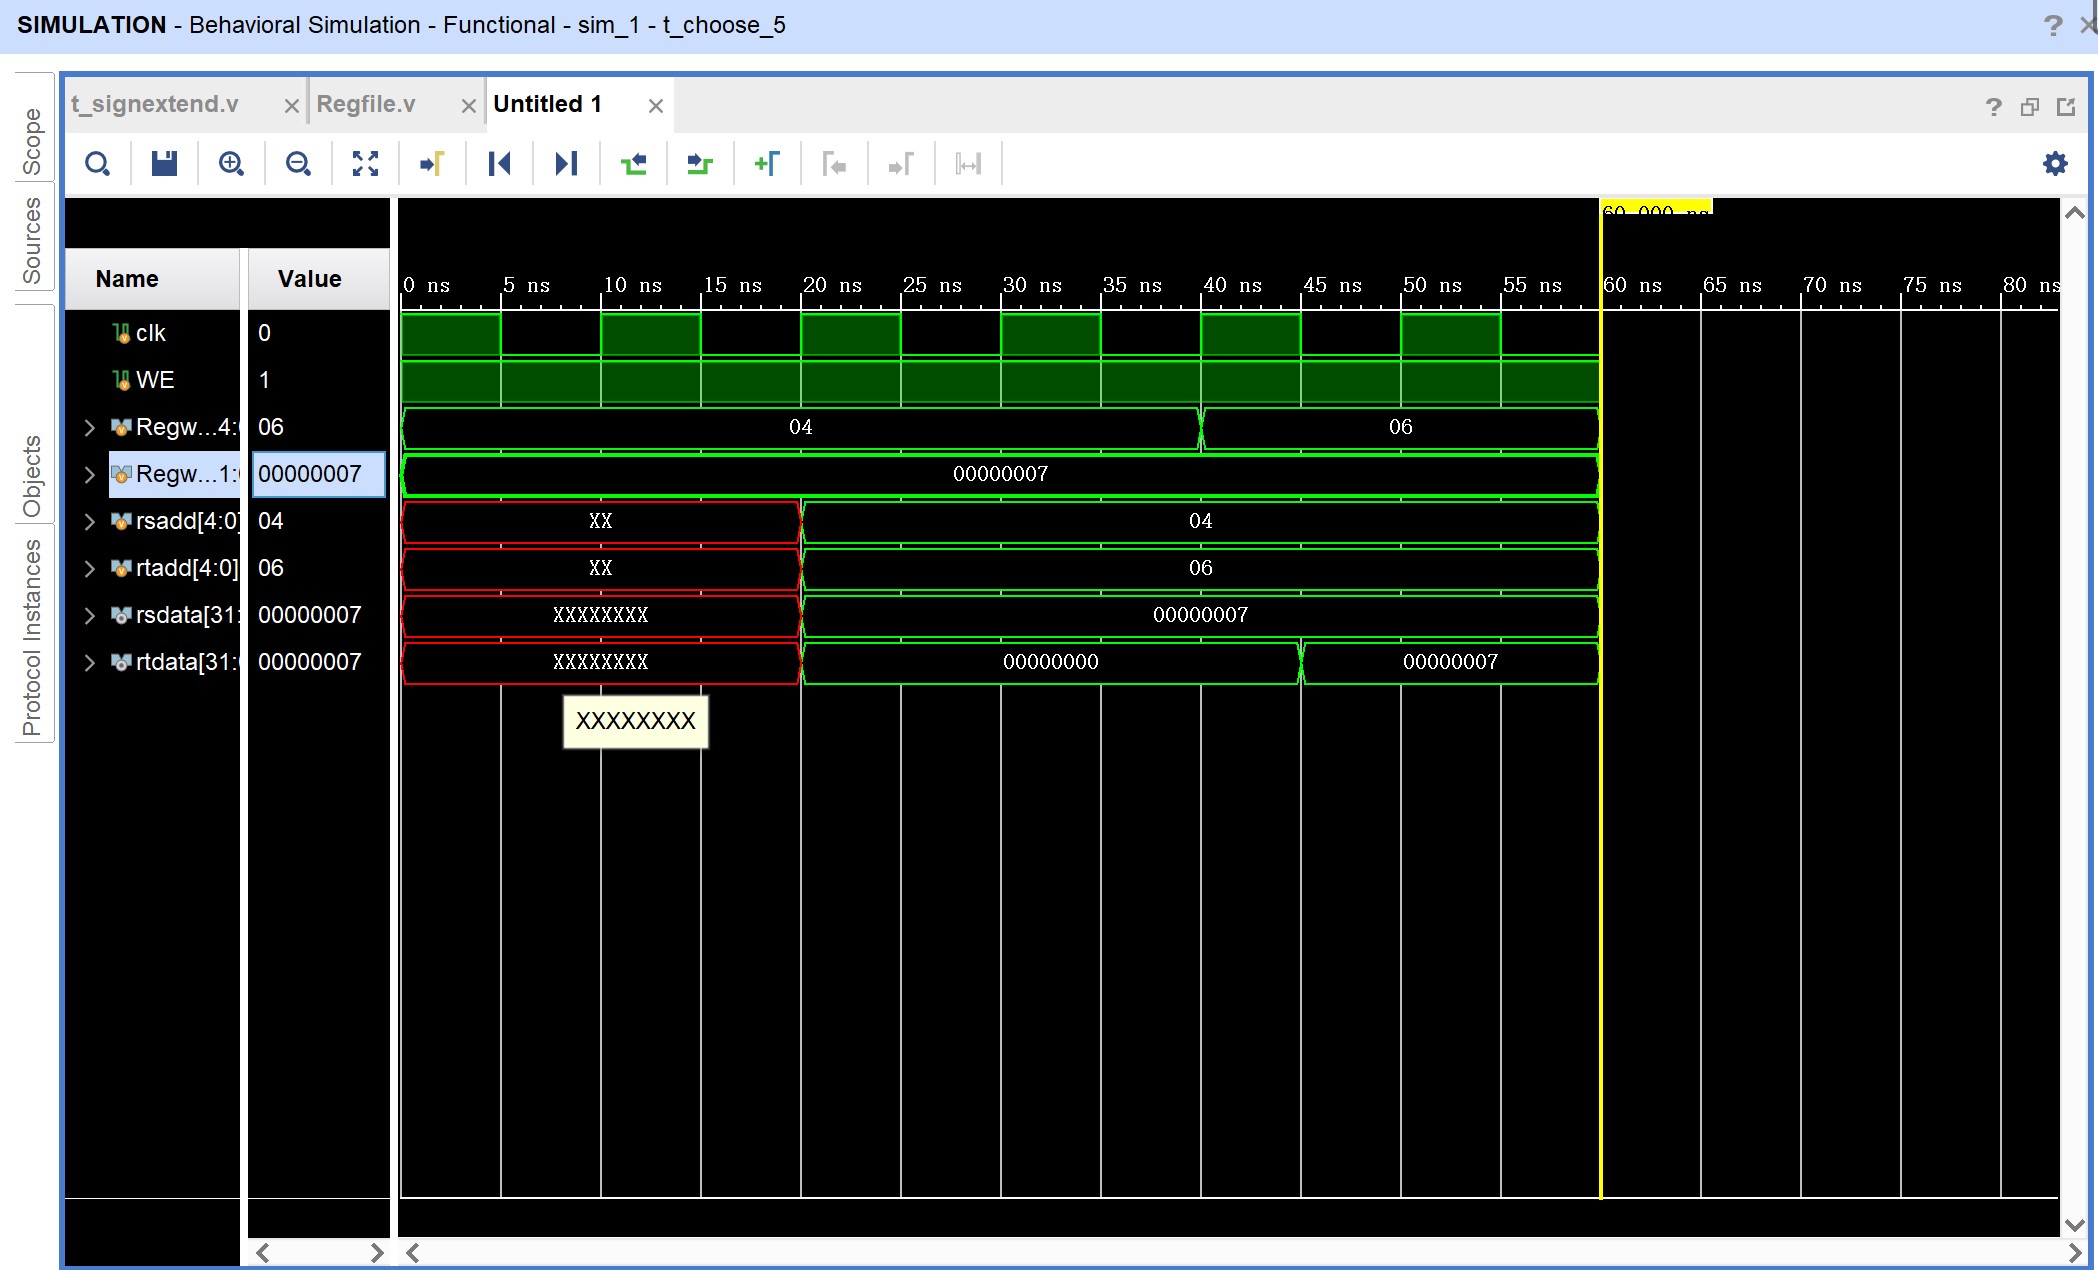 SIMULATION - Behavioral Simulation - Functional - sim_1 - t_choose_5
t_signextend.v
Regfile.v
Untitled 1
Scope
Sources
Objects
Protocol Instances
60.000 ns
Name
Value
0 ns
5 ns
10 ns
15 ns
20 ns
25 ns
30 ns
35 ns
40 ns
45 ns
50 ns
55 ns
60 ns
65 ns
70 ns
75 ns
80 ns
clk
0
WE
1
Regw...4:0
06
04
06
Regw...1:0
00000007
00000007
rsadd[4:0]
04
XX
04
rtadd[4:0]
06
XX
06
rsdata[31:
00000007
XXXXXXXX
00000007
rtdata[31:0
00000007
XXXXXXXX
00000000
00000007
XXXXXXXX